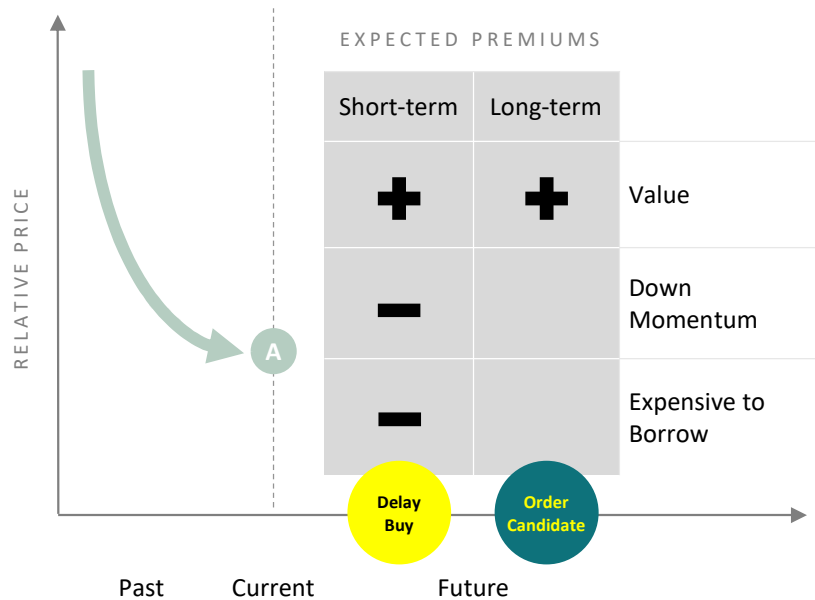 EXPECTED PREMIUMS
Short-term Long-term
Value
Down
Momentum
Expensive to
Borrow
RELATIVE PRICE
A
Delay
Buy
Order
Candidate
Past Current Future